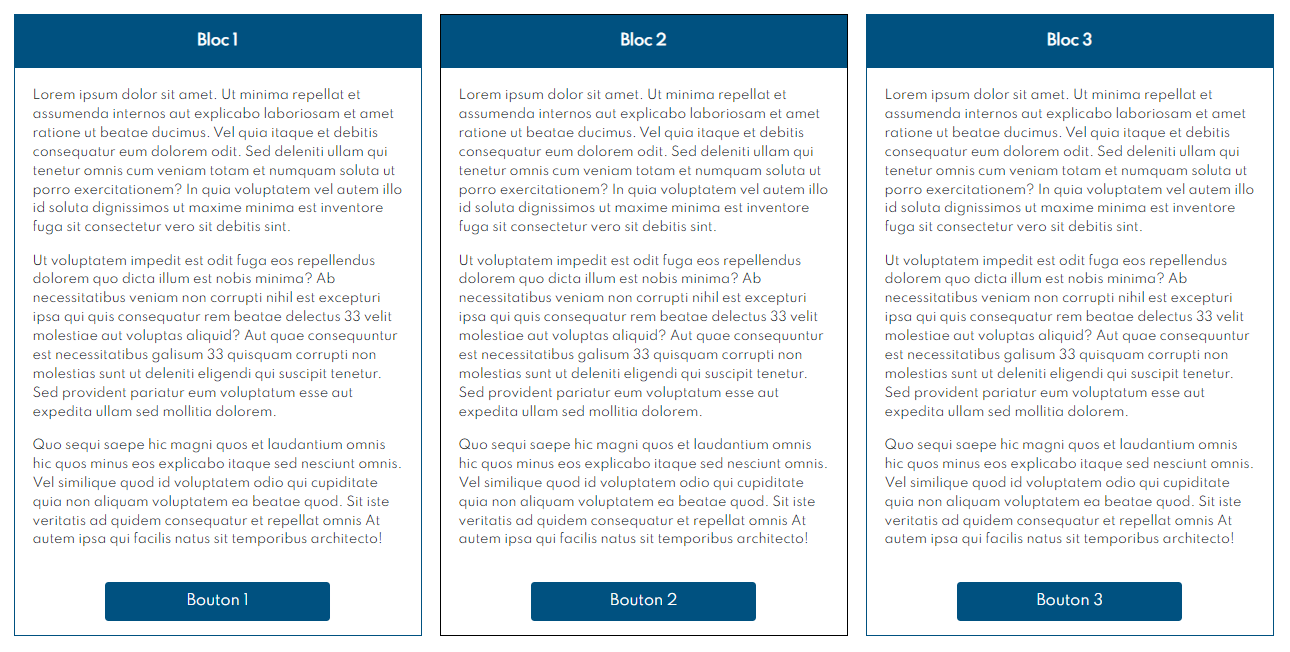 Bloc 1
Lorem ipsum dolor sit amet. Ut minima repellat et
assumenda internos aut explicabo laboriosam et amet
ratione ut beatae ducimus. Vel quia itaque et debitis
consequatur eum dolorem odit. Sed deleniti ullam qui
tenetur omnis cum veniam totam et numquam soluta ut
porro exercitationem? In quia voluptatem vel autem illo
id soluta dignissimos ut maxime minima est inventore
fuga sit consectetur vero sit debitis sint.
Ut voluptatem impedit est odit fuga eos repellendus
dolorem quo dicta illum est nobis minima? Ab
necessitatibus veniam non corrupti nihil est excepturi
ipsa qui quis consequatur rem beatae delectus 33 velit
molestiae aut voluptas aliquid? Aut quae consequuntur
est necessitatibus galisum 33 quisquam corrupti non
molestias sunt ut deleniti eligendi qui suscipit tenetur.
Sed provident pariatur eum voluptatum esse aut
expedita ullam sed mollitia dolorem.
Quo sequi saepe hic magni quos et laudantium omnis
hic quos minus eos explicabo itaque sed nesciunt omnis.
Vel similique quod id voluptatem odio qui cupiditate
quia non aliquam voluptatem ea beatae quod. Sit iste
veritatis ad quidem consequatur et repellat omnis At
autem ipsa qui facilis natus sit temporibus architecto!
Bouton 1
Bloc 2
Lorem ipsum dolor sit amet. Ut minima repellat et
assumenda internos aut explicabo laboriosam et amet
ratione ut beatae ducimus. Vel quia itaque et debitis
consequatur eum dolorem odit. Sed deleniti ullam qui
tenetur omnis cum veniam totam et numquam soluta ut
porro exercitationem? In quia voluptatem vel autem illo
id soluta dignissimos ut maxime minima est inventore
fuga sit consectetur vero sit debitis sint.
Ut voluptatem impedit est odit fuga eos repellendus
dolorem quo dicta illum est nobis minima? Ab
necessitatibus veniam non corrupti nihil est excepturi
ipsa qui quis consequatur rem beatae delectus 33 velit
molestiae aut voluptas aliquid? Aut quae consequuntur
est necessitatibus galisum 33 quisquam corrupti non
molestias sunt ut deleniti eligendi qui suscipit tenetur.
Sed provident pariatur eum voluptatum esse aut
expedita ullam sed mollitia dolorem.
Quo sequi saepe hic magni quos et laudantium omnis
hic quos minus eos explicabo itaque sed nesciunt omnis.
Vel similique quod id voluptatem odio qui cupiditate
quia non aliquam voluptatem ea beatae quod. Sit iste
veritatis ad quidem consequatur et repellat omnis At
autem ipsa qui facilis natus sit temporibus architecto!
Bouton 2
Bloc 3
Lorem ipsum dolor sit amet. Ut minima repellat et
assumenda internos aut explicabo laboriosam et amet
ratione ut beatae ducimus. Vel quia itaque et debitis
consequatur eum dolorem odit. Sed deleniti ullam qui
tenetur omnis cum veniam totam et numquam soluta ut
porro exercitationem? In quia voluptatem vel autem illo
id soluta dignissimos ut maxime minima est inventore
fuga sit consectetur vero sit debitis sint.
Ut voluptatem impedit est odit fuga eos repellendus
dolorem quo dicta illum est nobis minima? Ab
necessitatibus veniam non corrupti nihil est excepturi
ipsa qui quis consequatur rem beatae delectus 33 velit
molestiae aut voluptas aliquid? Aut quae consequuntur
est necessitatibus galisum 33 quisquam corrupti non
molestias sunt ut deleniti eligendi qui suscipit tenetur.
Sed provident pariatur eum voluptatum esse aut
expedita ullam sed mollitia dolorem.
Quo sequi saepe hic magni quos et laudantium omnis
hic quos minus eos explicabo itaque sed nesciunt omnis.
Vel similique quod id voluptatem odio qui cupiditate
quia non aliquam voluptatem ea beatae quod. Sit iste
veritatis ad quidem consequatur et repellat omnis At
autem ipsa qui facilis natus sit temporibus architecto!
Bouton 3